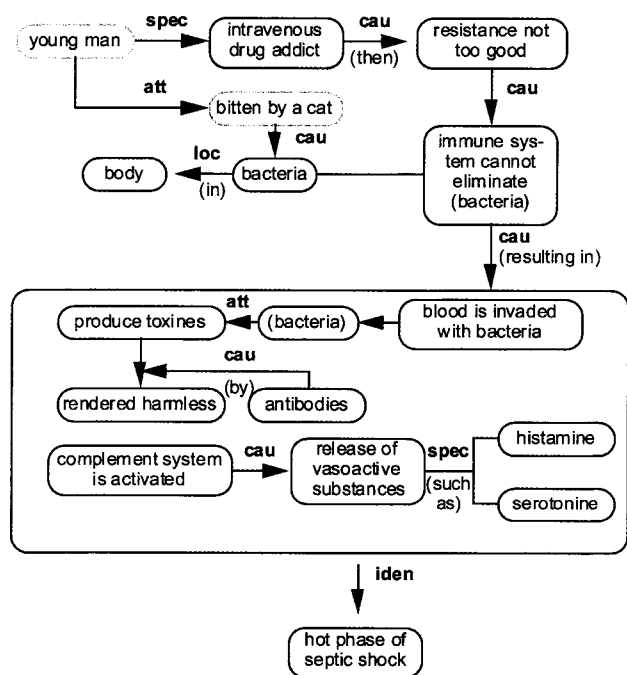 spec
cau
young man
intravenous
drug addict
(then)
resistance not
too good
att
cau
bitten by a cat
cau
immune sys-
tem cannot
eliminate
(bacteria)
loc
body
(in)
bacteria
cau
(resulting in)
att
produce toxines
(bacteria)
blood is invaded
with bacteria
cau
(by)
rendered harmless
antibodies
histamine
complement system
is activated
cau
release of
vasoactive
substances
spec
(such
as)
serotonine
iden
hot phase of
septic shock